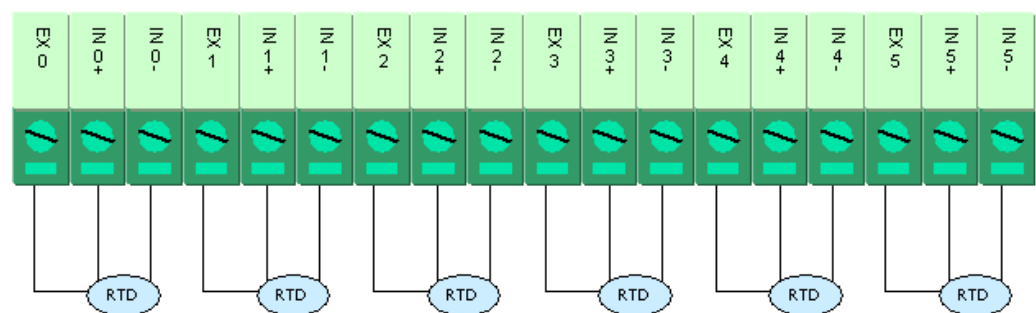 EX 0
IN 0+
IN 0-
EX 1
IN 1+
IN 1-
EX 2
IN 2+
IN 2-
EX 3
IN 3+
IN 3-
EX 4
IN 4+
IN 4-
EX 5
IN 5+
IN 5-
RTD
RTD
RTD
RTD
RTD
RTD